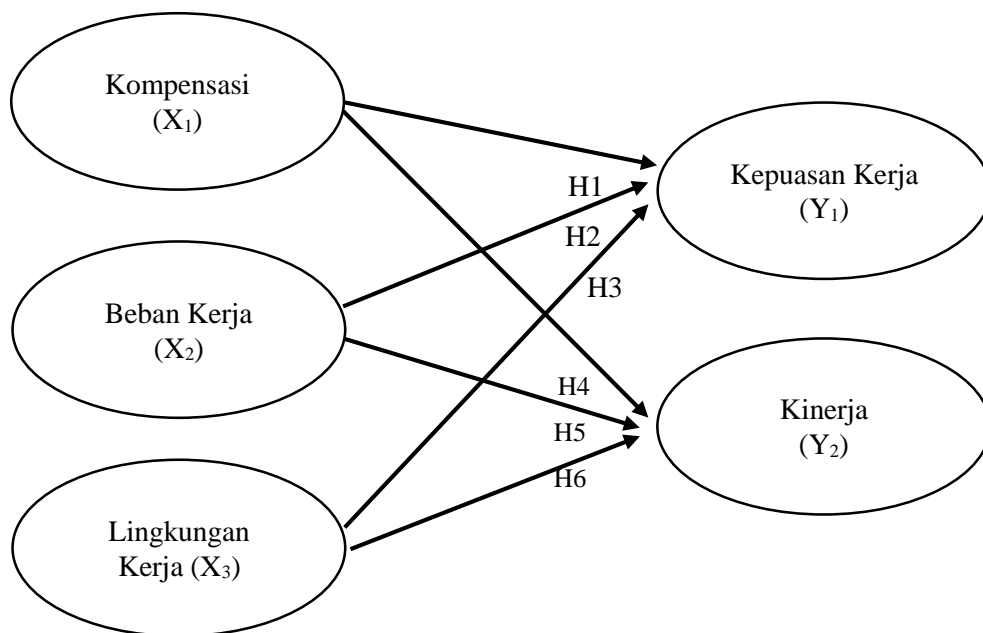 Kompensasi
(X₁)
Beban Kerja
(X₂)
Lingkungan
Kerja (X₃)
H1
H2
H3
H4
H5
H6
Kepuasan Kerja
(Y₁)
Kinerja
(Y₂)